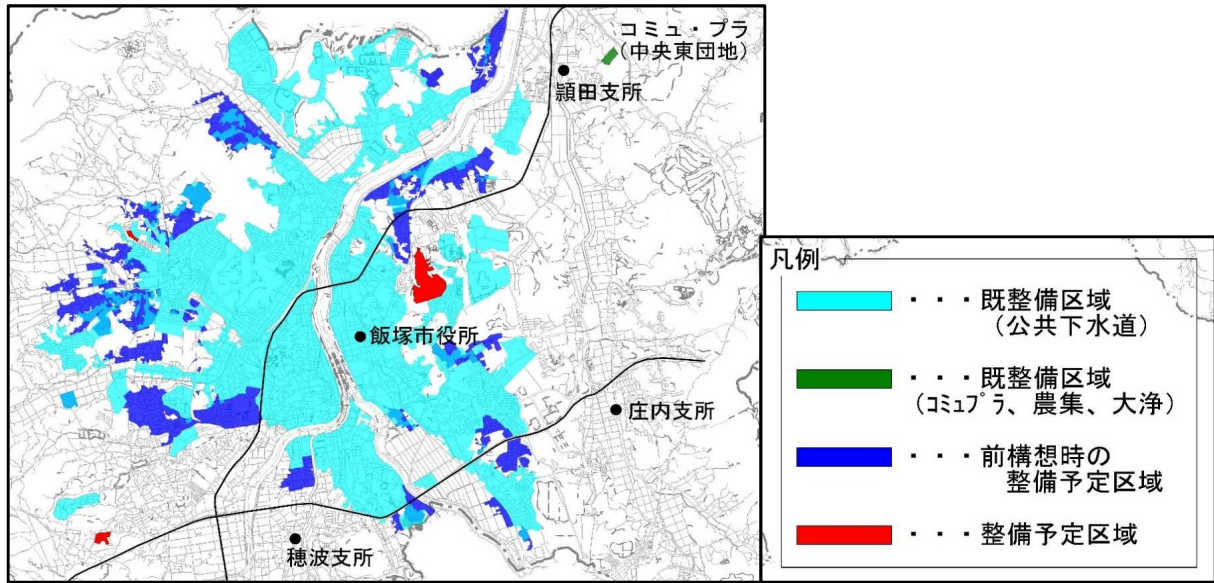 コミュ・プラ
(中央東団地)
頴田支所
飯塚市役所
庄内支所
穂波支所
凡例
・・・既整備区域
(公共下水道)
・・・既整備区域
(ｺﾐｭﾌﾟﾗ、農集、大浄)
・・・前構想時の
整備予定区域
・・・整備予定区域